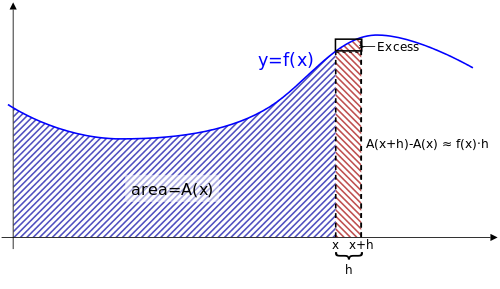 Excess
y=f(x)
A(x+h)-A(x) ≈ f(x)·h
area=A(x)
x x+h
h